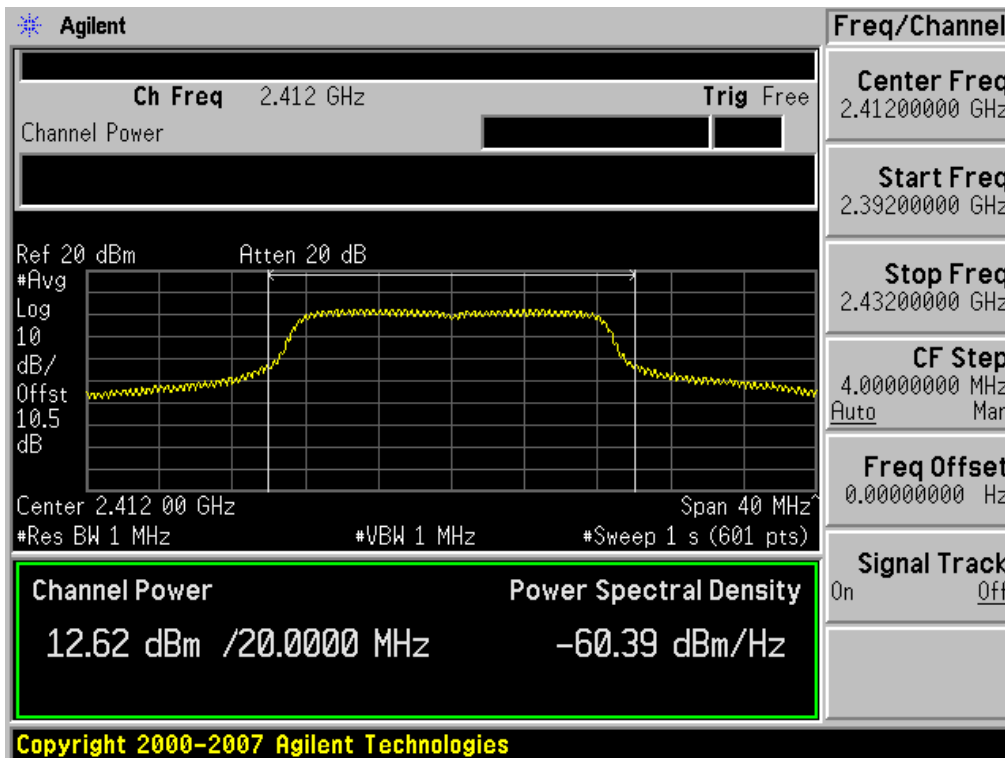 Agilent
Freq/Channel
Ch Freq 2.412 GHz Trig Free
Channel Power
Center Freq
2.41200000 GHz
Start Freq
2.39200000 GHz
Stop Freq
2.43200000 GHz
CF Step
4.00000000 MHz
Auto Man
Freq Offset
0.00000000 Hz
Signal Track
On Off
Ref 20 dBm Atten 20 dB
#Avg
Log
10
dB/
Offst
10.5
dB
Center 2.412 00 GHz Span 40 MHz^
#Res BW 1 MHz #VBW 1 MHz #Sweep 1 s (601 pts)
Channel Power Power Spectral Density
12.62 dBm /20.0000 MHz -60.39 dBm/Hz
Copyright 2000-2007 Agilent Technologies